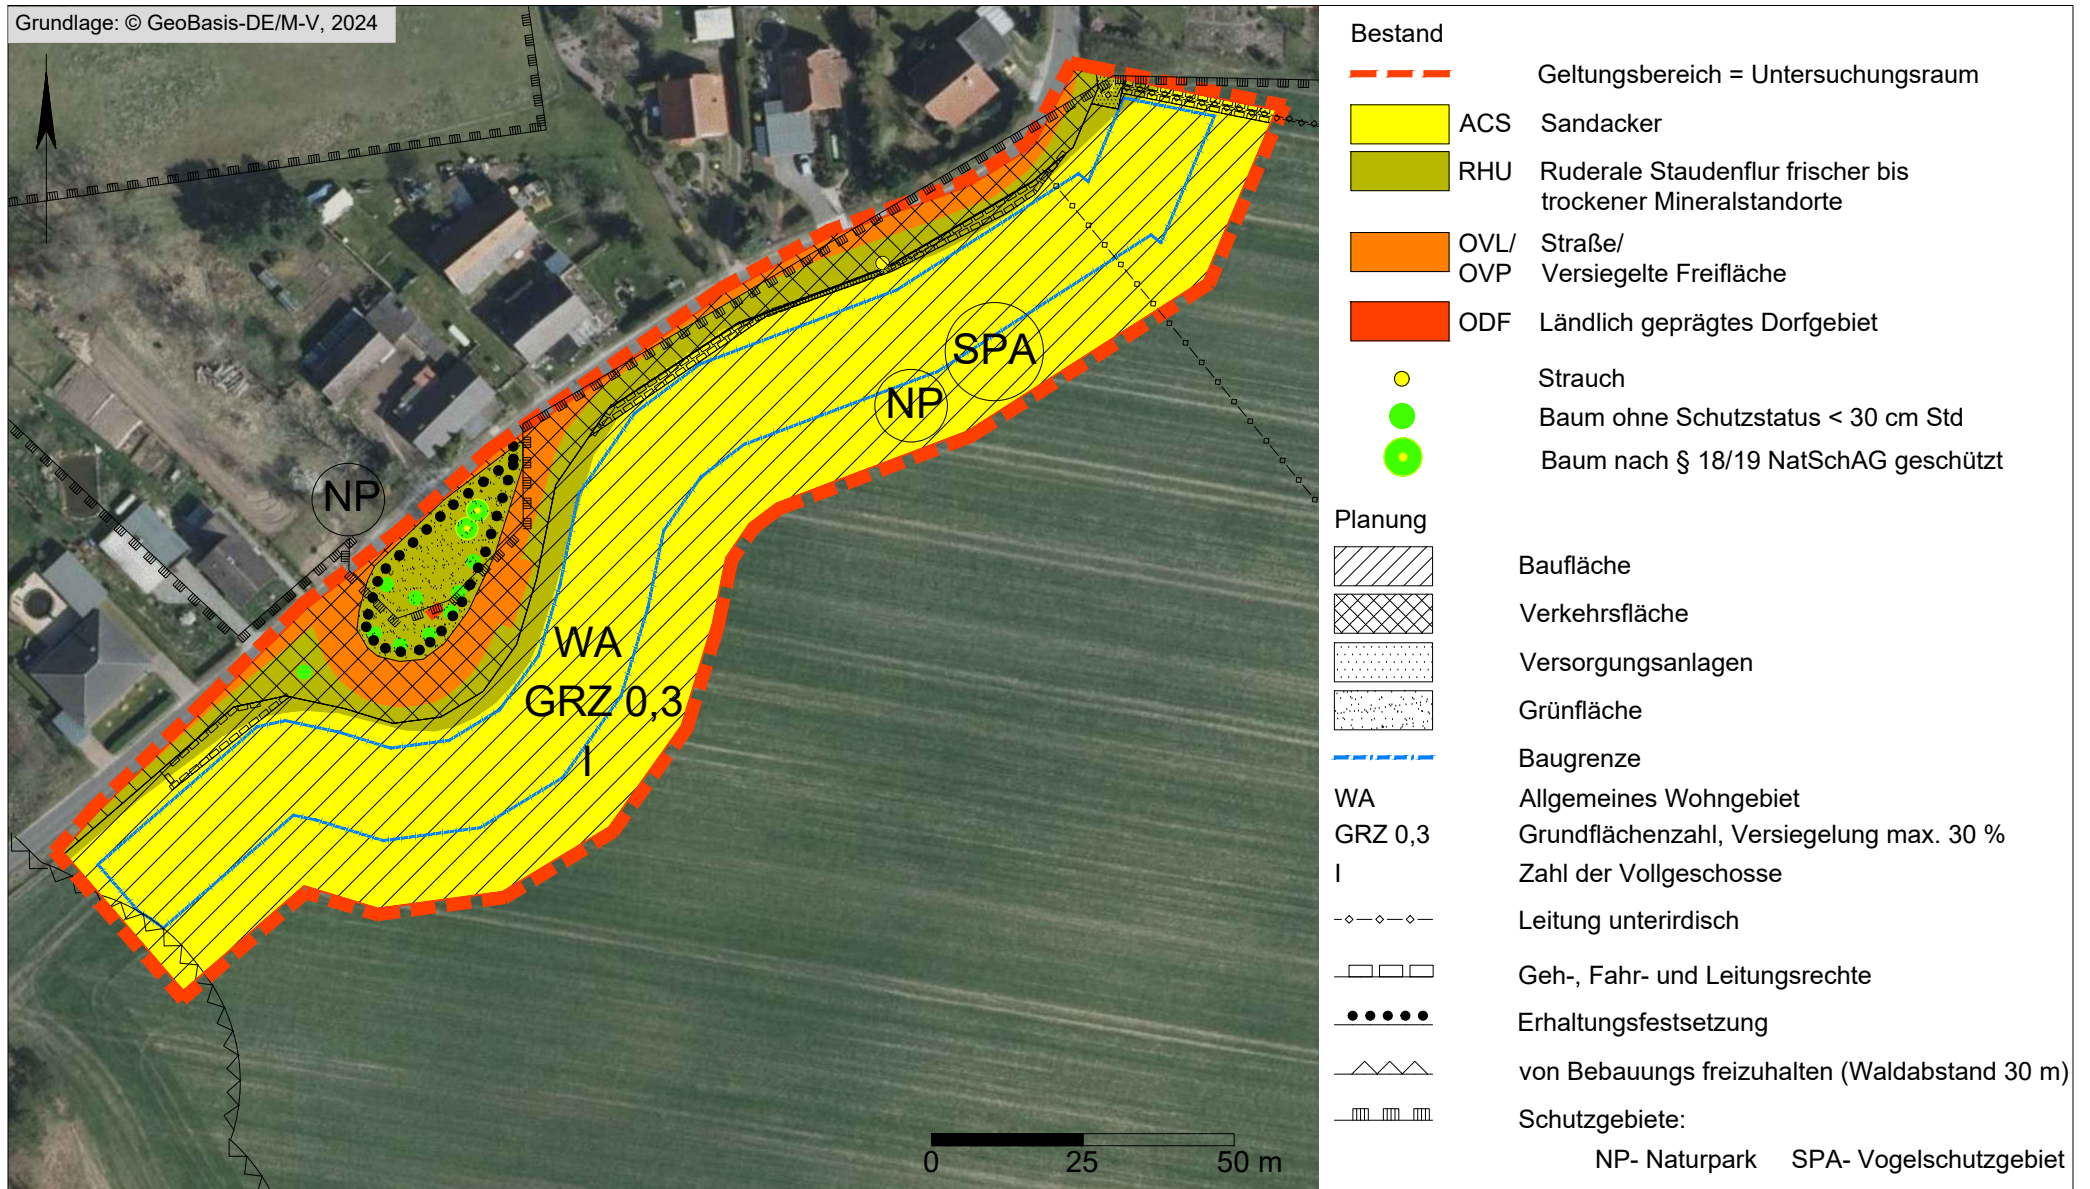 Grundlage: © GeoBasis-DE/M-V, 2024
NP
SPA
NP
WA
GRZ 0,3
I
0 25 50 m
Bestand
Geltungsbereich = Untersuchungsraum
ACS Sandacker
RHU Ruderale Staudenflur frischer bis
trockener Mineralstandorte
OVL/ Straße/
OVP Versiegelte Freifläche
ODF Ländlich geprägtes Dorfgebiet
Strauch
Baum ohne Schutzstatus < 30 cm Std
Baum nach § 18/19 NatSchAG geschützt
Planung
Baufläche
Verkehrsfläche
Versorgungsanlagen
Grünfläche
Baugrenze
WA Allgemeines Wohngebiet
GRZ 0,3 Grundflächenzahl, Versiegelung max. 30 %
I Zahl der Vollgeschosse
Leitung unterirdisch
Geh-, Fahr- und Leitungsrechte
Erhaltungsfestsetzung
von Bebauungs freizuhalten (Waldabstand 30 m)
Schutzgebiete:
NP- Naturpark SPA- Vogelschutzgebiet